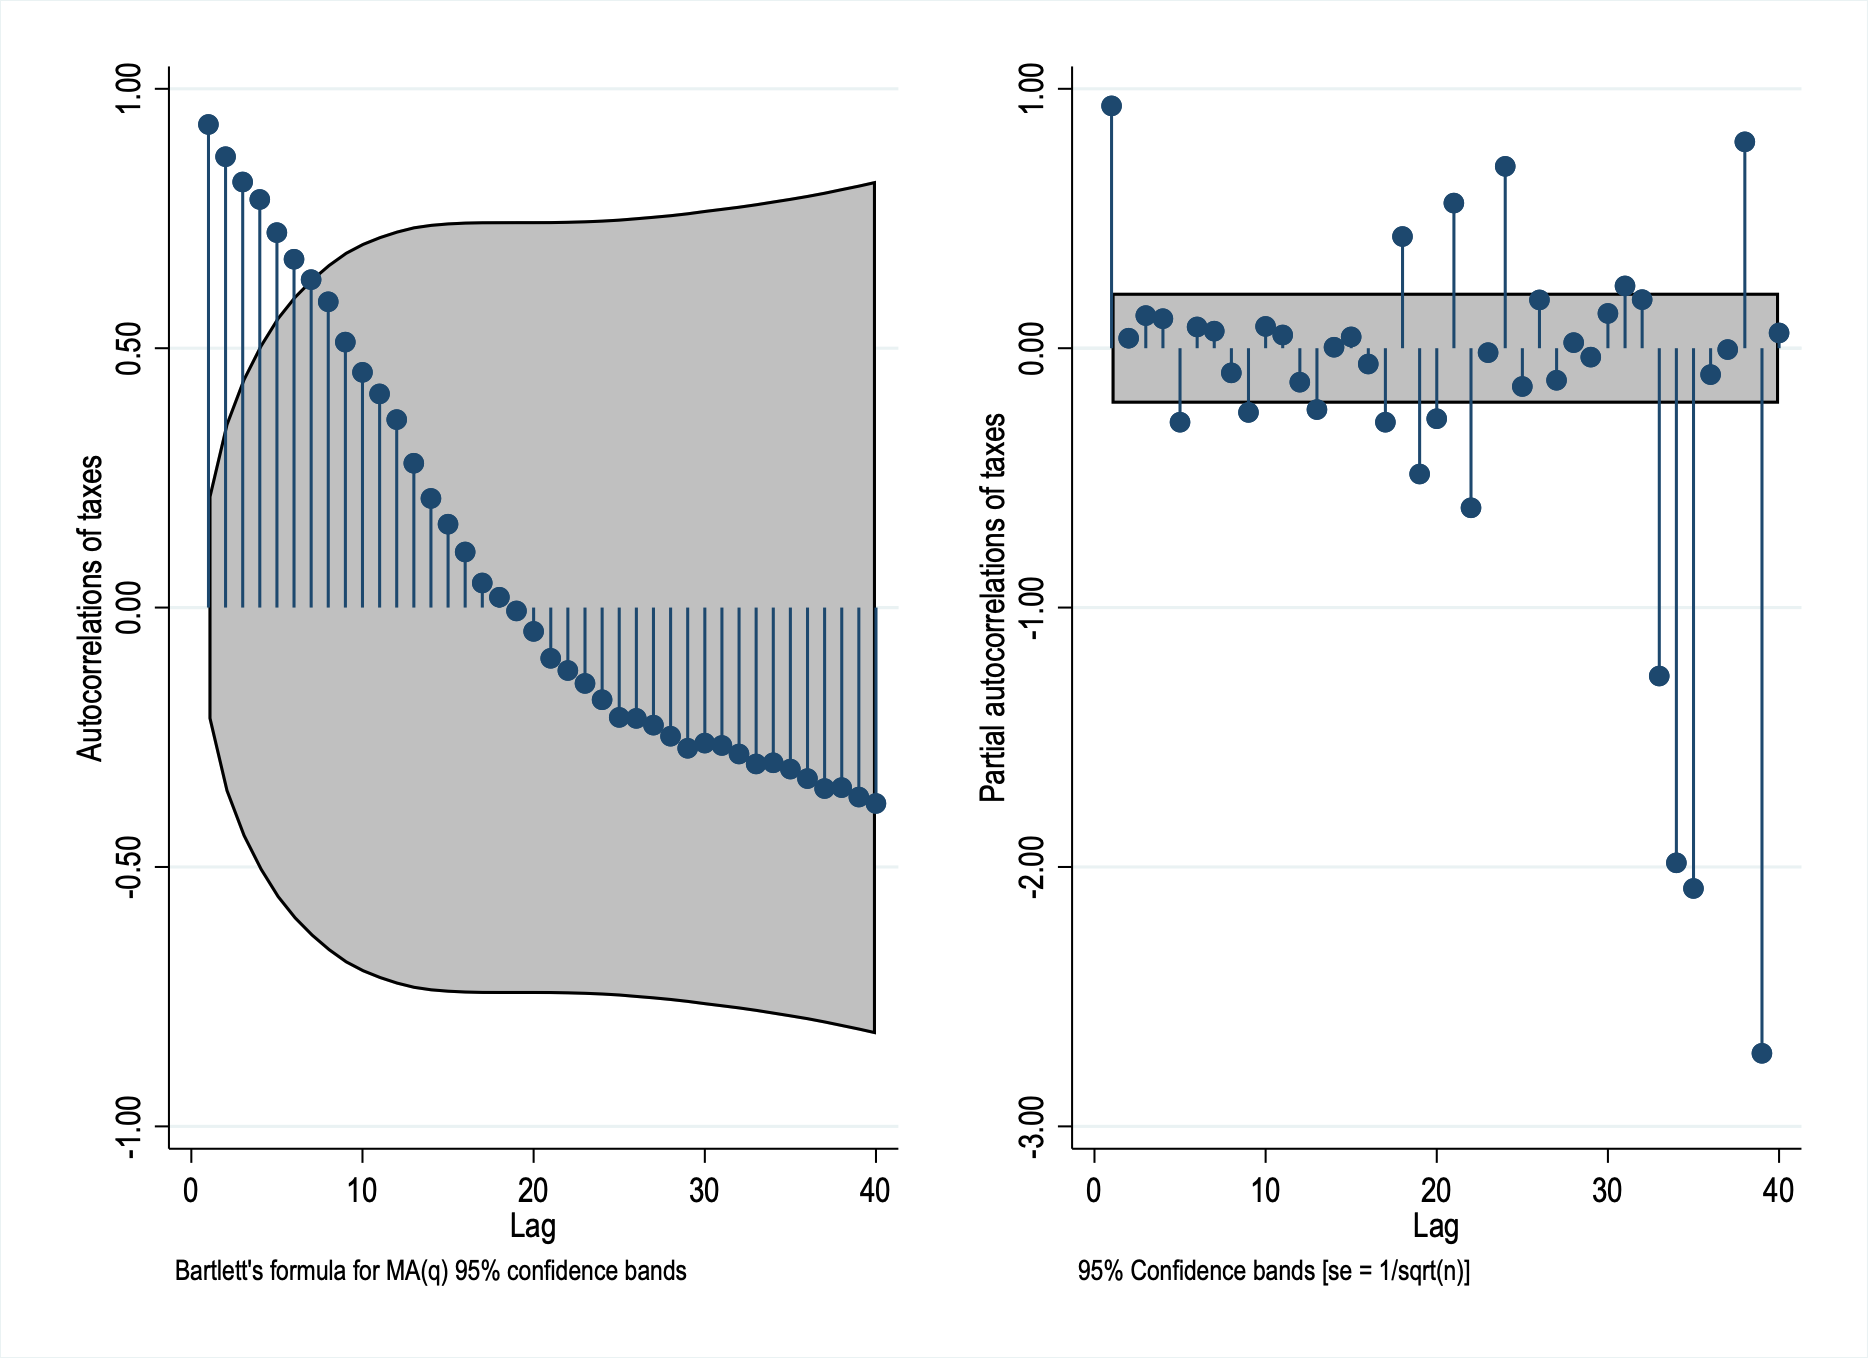 Autocorrelations of taxes
1.00
0.50
0.00
-0.50
-1.00
0 10 20 30 40
Lag
Bartlett's formula for MA(q) 95% confidence bands
Partial autocorrelations of taxes
1.00
0.00
-1.00
-2.00
-3.00
0 10 20 30 40
Lag
95% Confidence bands [se = 1/sqrt(n)]